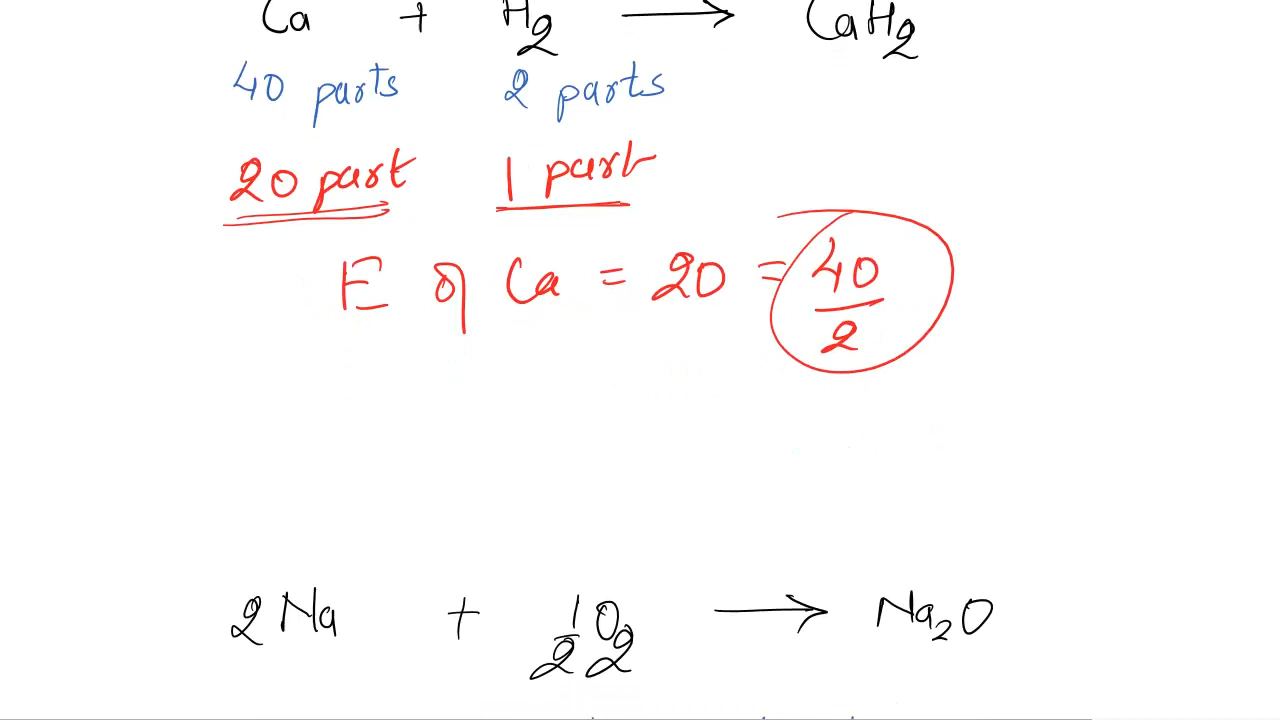 Ca + H2 ⟶ CaH2
40 parts 2 parts
20 part 1 part
E of Ca = 20 = 40/2
2Na + 1/2 O2 ⟶ Na2O